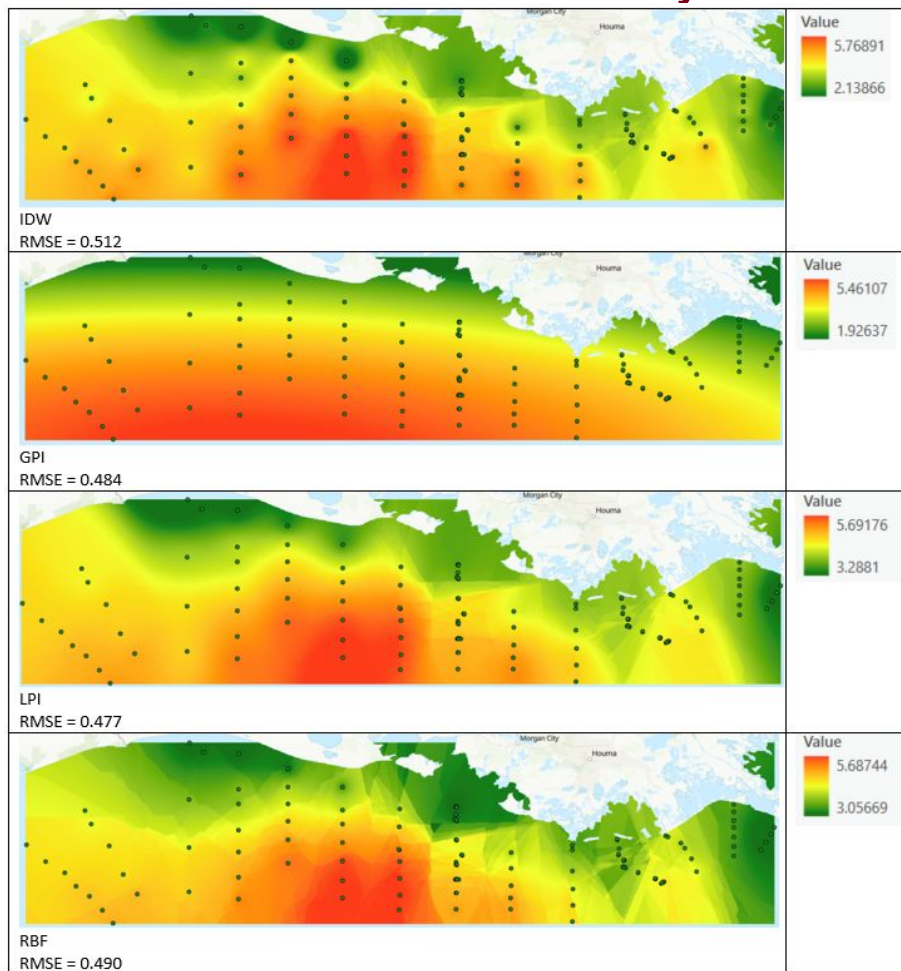 Morgan City
Houma
Value
5.76891
2.13866
IDW
RMSE = 0.512
Houma
Value
5.46107
1.92637
GPI
RMSE = 0.484
Morgan City
Houma
Value
5.69176
3.2881
LPI
RMSE = 0.477
Morgan City
Houma
Value
5.68744
3.05669
RBF
RMSE = 0.490